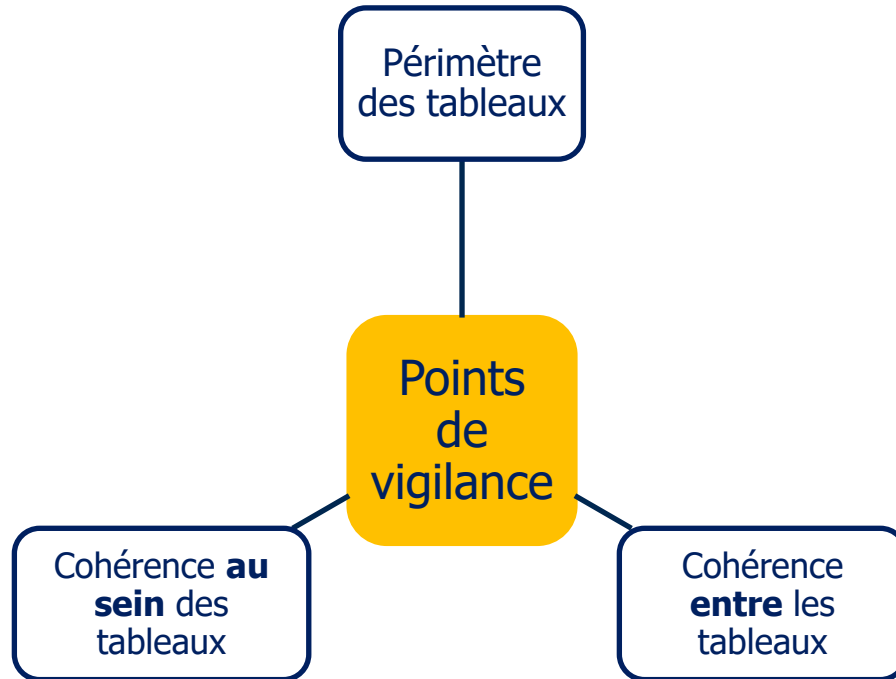 Périmètre
des tableaux
Points
de
vigilance
Cohérence au
sein des
tableaux
Cohérence
entre les
tableaux